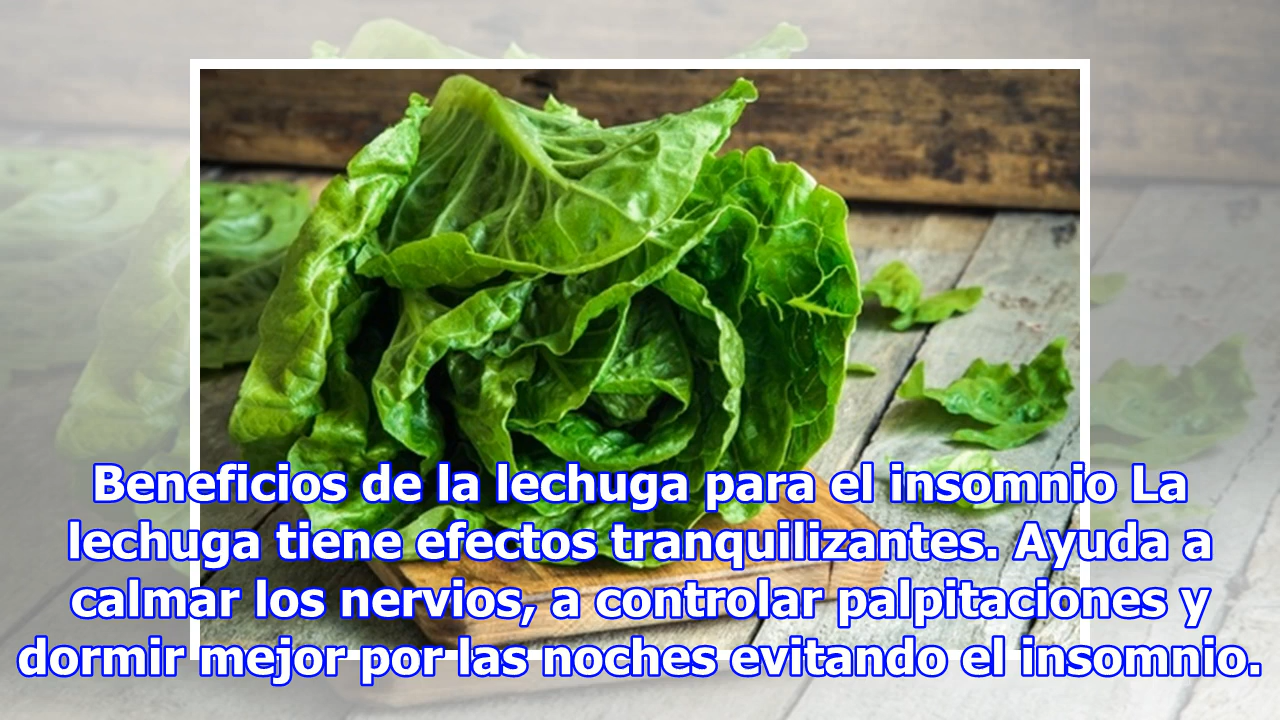 Beneficios de la lechuga para el insomnio La
lechuga tiene efectos tranquilizantes. Ayuda a
calmar los nervios, a controlar palpitaciones y
dormir mejor por las noches evitando el insomnio.